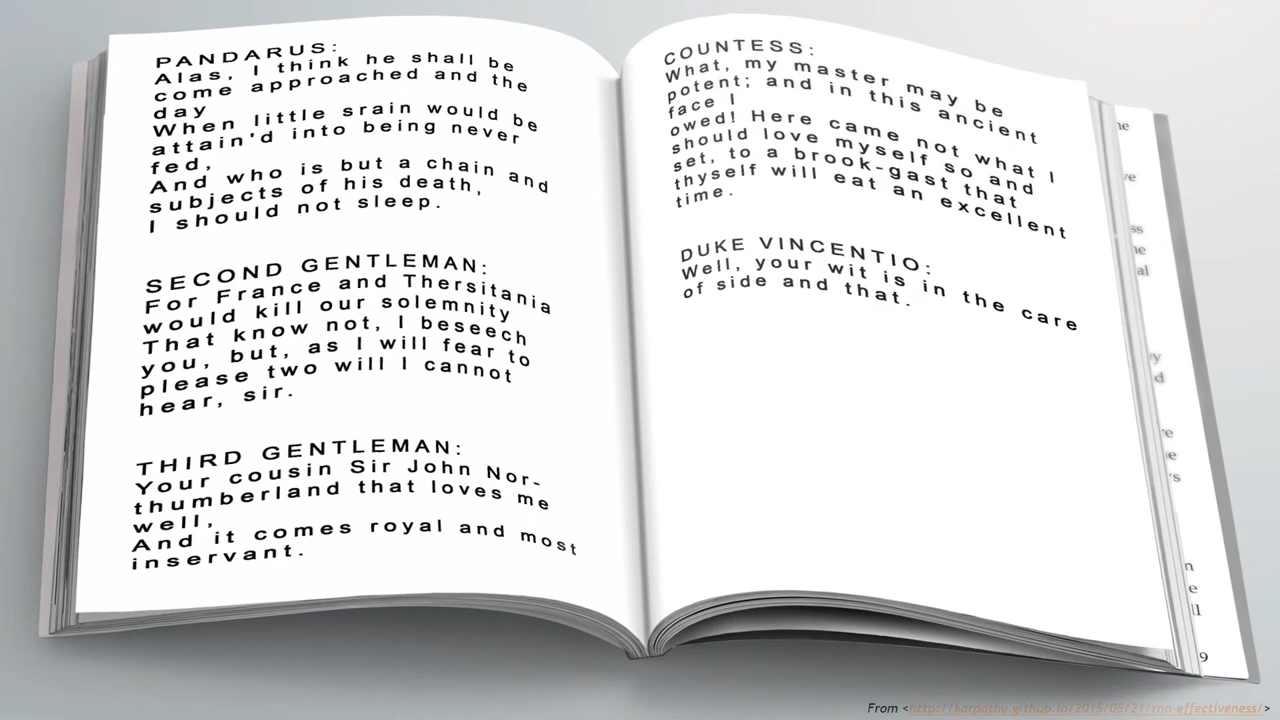 PANDARUS:
Alas, I think he shall be
come approached and the
day
When little srain would be
attain'd into being never
fed,
And who is but a chain and
subjects of his death,
I should not sleep.
SECOND GENTLEMAN:
For France and Thersitania
would kill our solemnity
That know not, I beseech
you, but, as I will fear to
please two will I cannot
hear, sir.
THIRD GENTLEMAN:
Your cousin Sir John Nor-
thumberland that loves me
well,
And it comes royal and most
inservant.
COUNTESS:
What, my master may be
potent; and in this ancient
face I
owed! Here came not what I
should love myself so and
set, to a brook-gast that
thyself will eat an excellent
time.
DUKE VINCENTIO:
Well, your wit is in the care
of side and that.
9
From <http://karpathy.github.io/2015/05/21/rnn-effectiveness/>